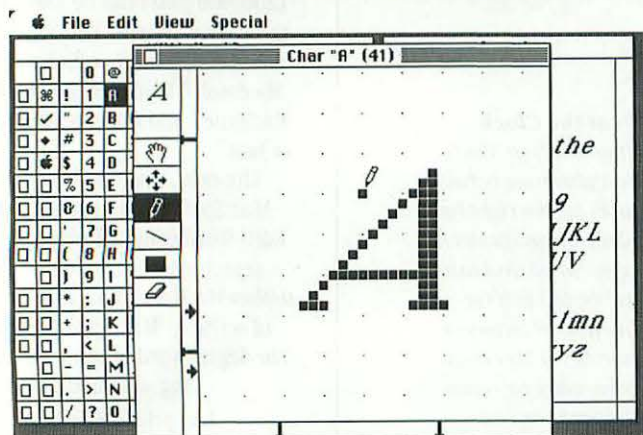 File Edit View Special
Char "A" (41)
0 @
⌘ ! 1 A
✓ " 2 B
◆ # 3 C
$ 4 D
% 5 E
& 6 F
' 7 G
( 8 H
) 9 I
* J
+ K
, < L
- = M
. > N
/ ? O
A
the
9
JKL
UV
lmn
yz